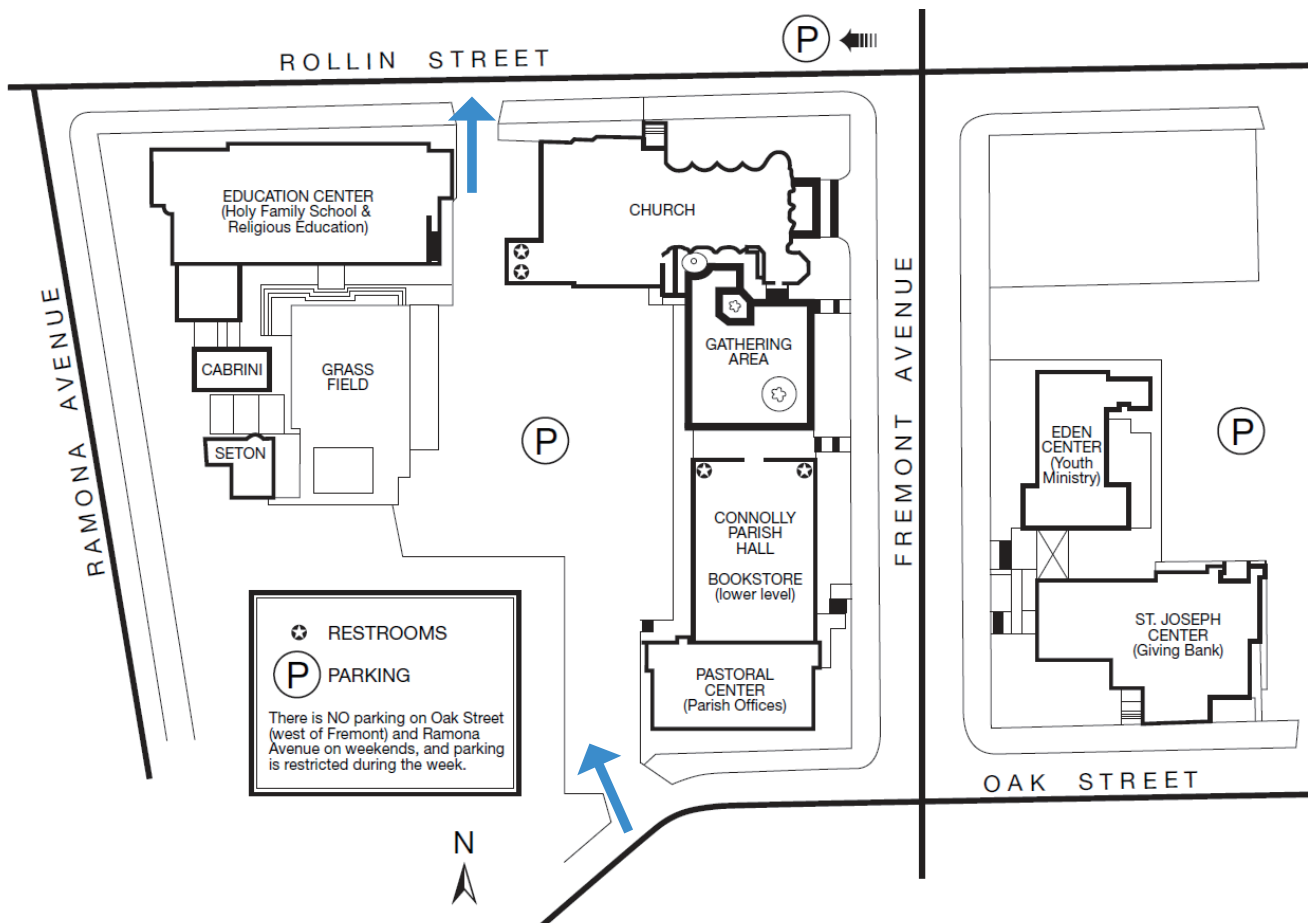 P
ROLLIN STREET
EDUCATION CENTER
(Holy Family School &
Religious Education)
CHURCH
RAMONA AVENUE
FREMONT AVENUE
CABRINI
GRASS
FIELD
GATHERING
AREA
SETON
P
EDEN
CENTER
(Youth
Ministry)
P
CONNOLLY
PARISH
HALL
BOOKSTORE
(lower level)
ST. JOSEPH
CENTER
(Giving Bank)
PASTORAL
CENTER
(Parish Offices)
RESTROOMS
P PARKING
There is NO parking on Oak Street
(west of Fremont) and Ramona
Avenue on weekends, and parking
is restricted during the week.
OAK STREET
N